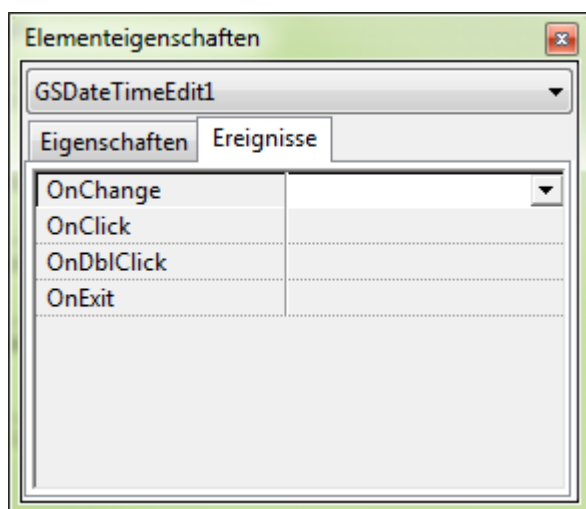 Elementeigenschaften
GSDateTimeEdit1
Eigenschaften Ereignisse
OnChange
OnClick
OnDblClick
OnExit